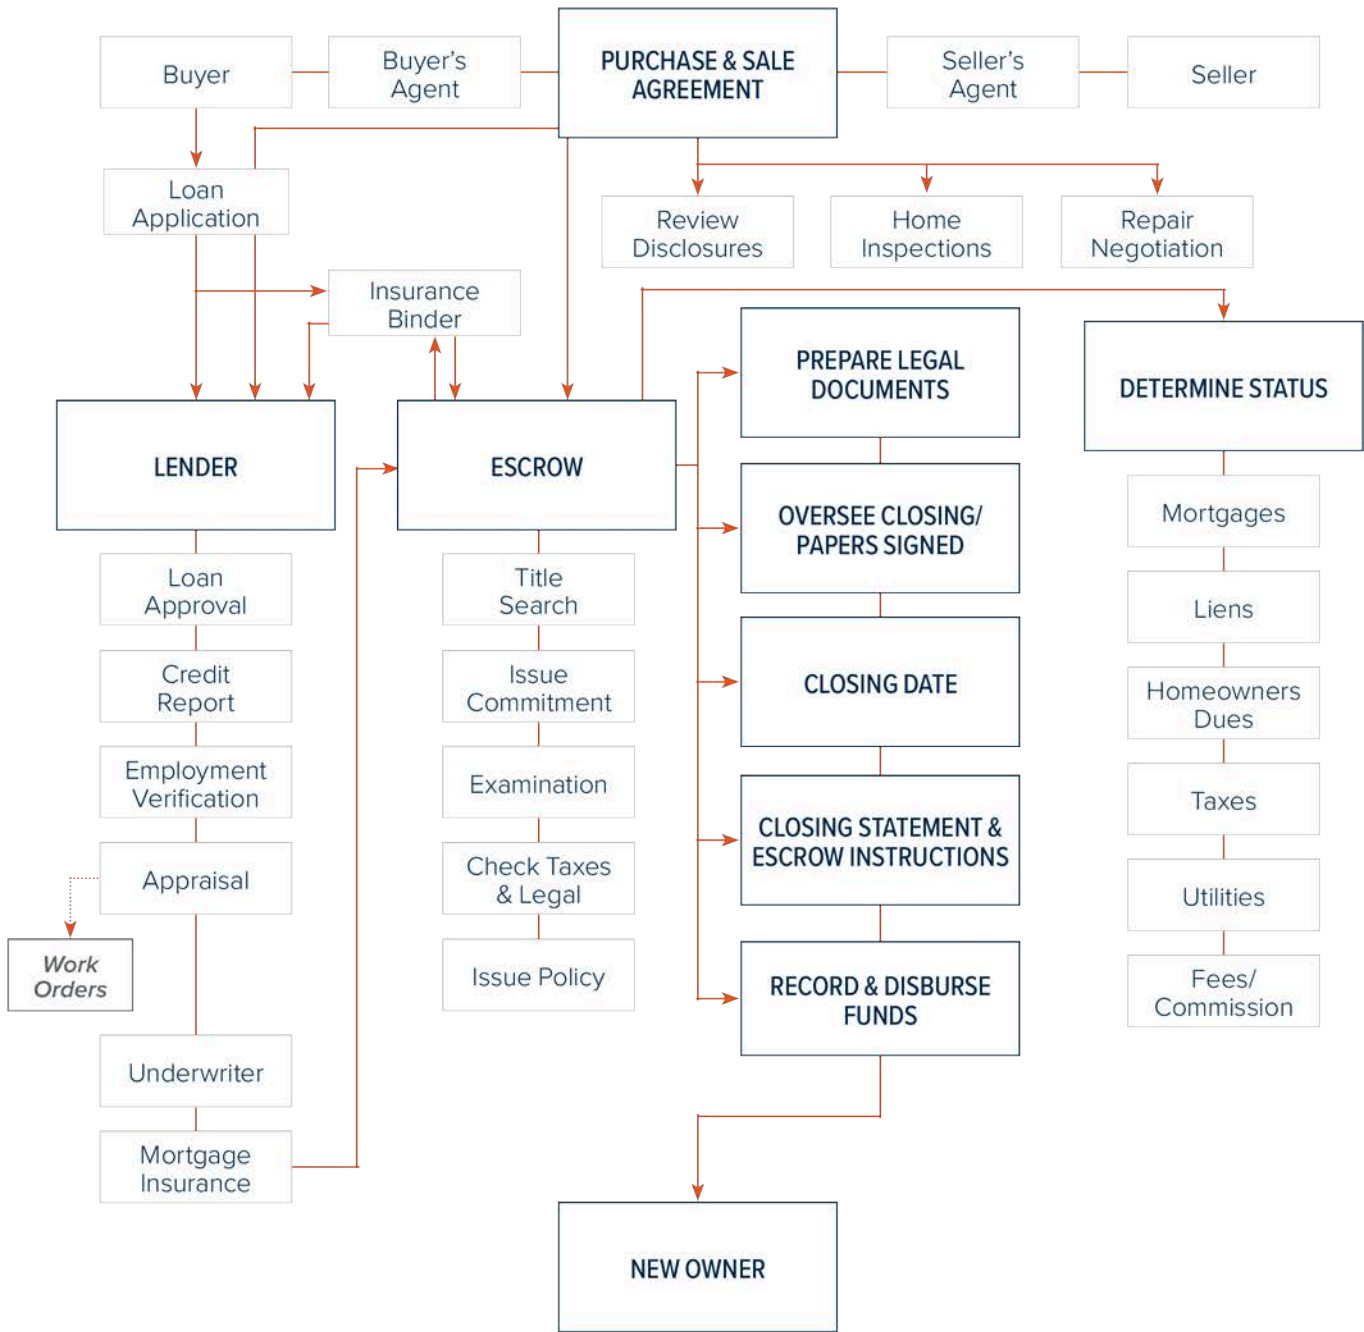 Buyer
Buyer's
Agent
PURCHASE & SALE
AGREEMENT
Seller's
Agent
Seller
Loan
Application
Review
Disclosures
Home
Inspections
Repair
Negotiation
Insurance
Binder
LENDER
ESCROW
PREPARE LEGAL
DOCUMENTS
DETERMINE STATUS
OVERSEE CLOSING/
PAPERS SIGNED
CLOSING DATE
CLOSING STATEMENT &
ESCROW INSTRUCTIONS
RECORD & DISBURSE
FUNDS
Loan
Approval
Credit
Report
Employment
Verification
Appraisal
Work
Orders
Underwriter
Mortgage
Insurance
Title
Search
Issue
Commitment
Examination
Check Taxes
& Legal
Issue Policy
Mortgages
Liens
Homeowners
Dues
Taxes
Utilities
Fees/
Commission
NEW OWNER